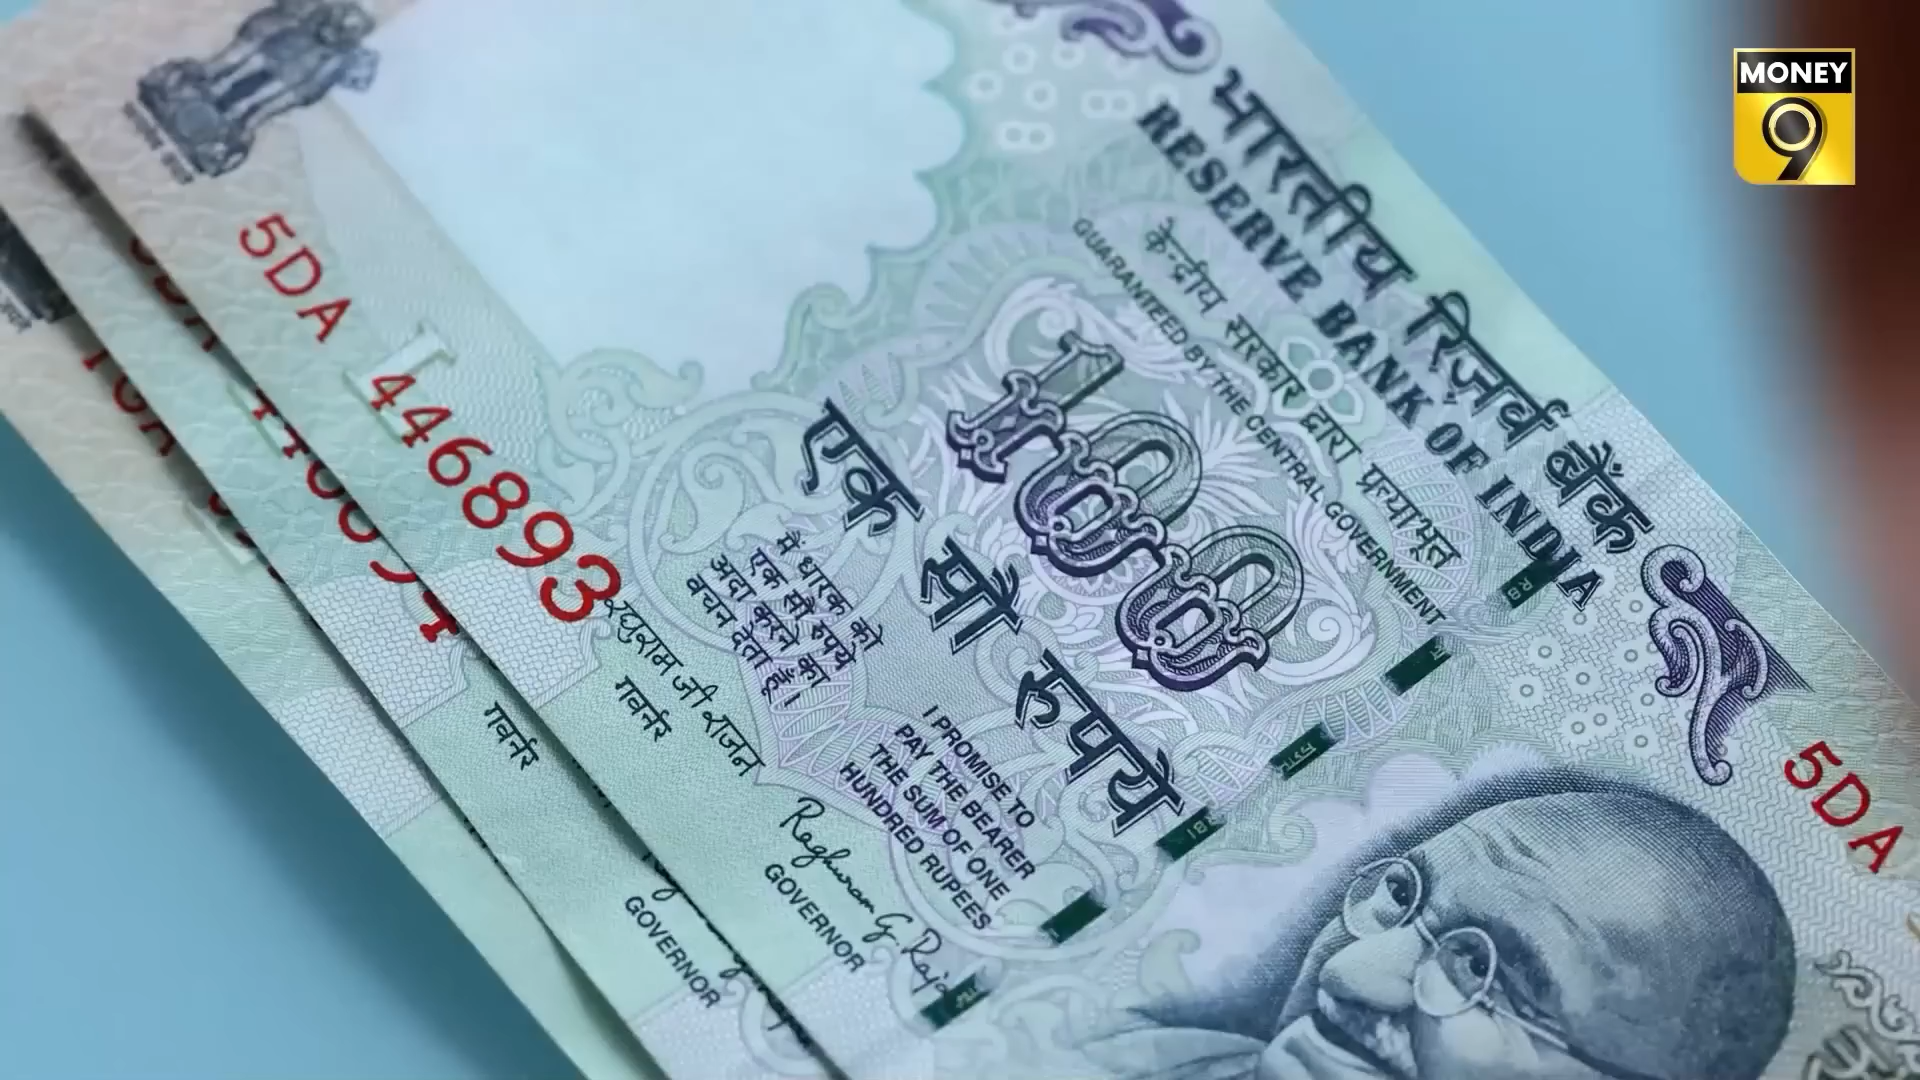 MONEY
9
भारतीय रिज़र्व बैंक
RESERVE BANK OF INDIA
केन्द्रीय सरकार द्वारा प्रत्याभूत
GUARANTEED BY THE CENTRAL GOVERNMENT
100
एक सौ रुपये
5DA
446893
मैं धारक को
एक सौ रुपये
अदा करने का
वचन देता हूँ।
रघुराम जी राजन
गवर्नर
I PROMISE TO
PAY THE BEARER
THE SUM OF ONE
HUNDRED RUPEES
Raghuram G. Raja
GOVERNOR
5DA
गवर्नर
GOVERNOR